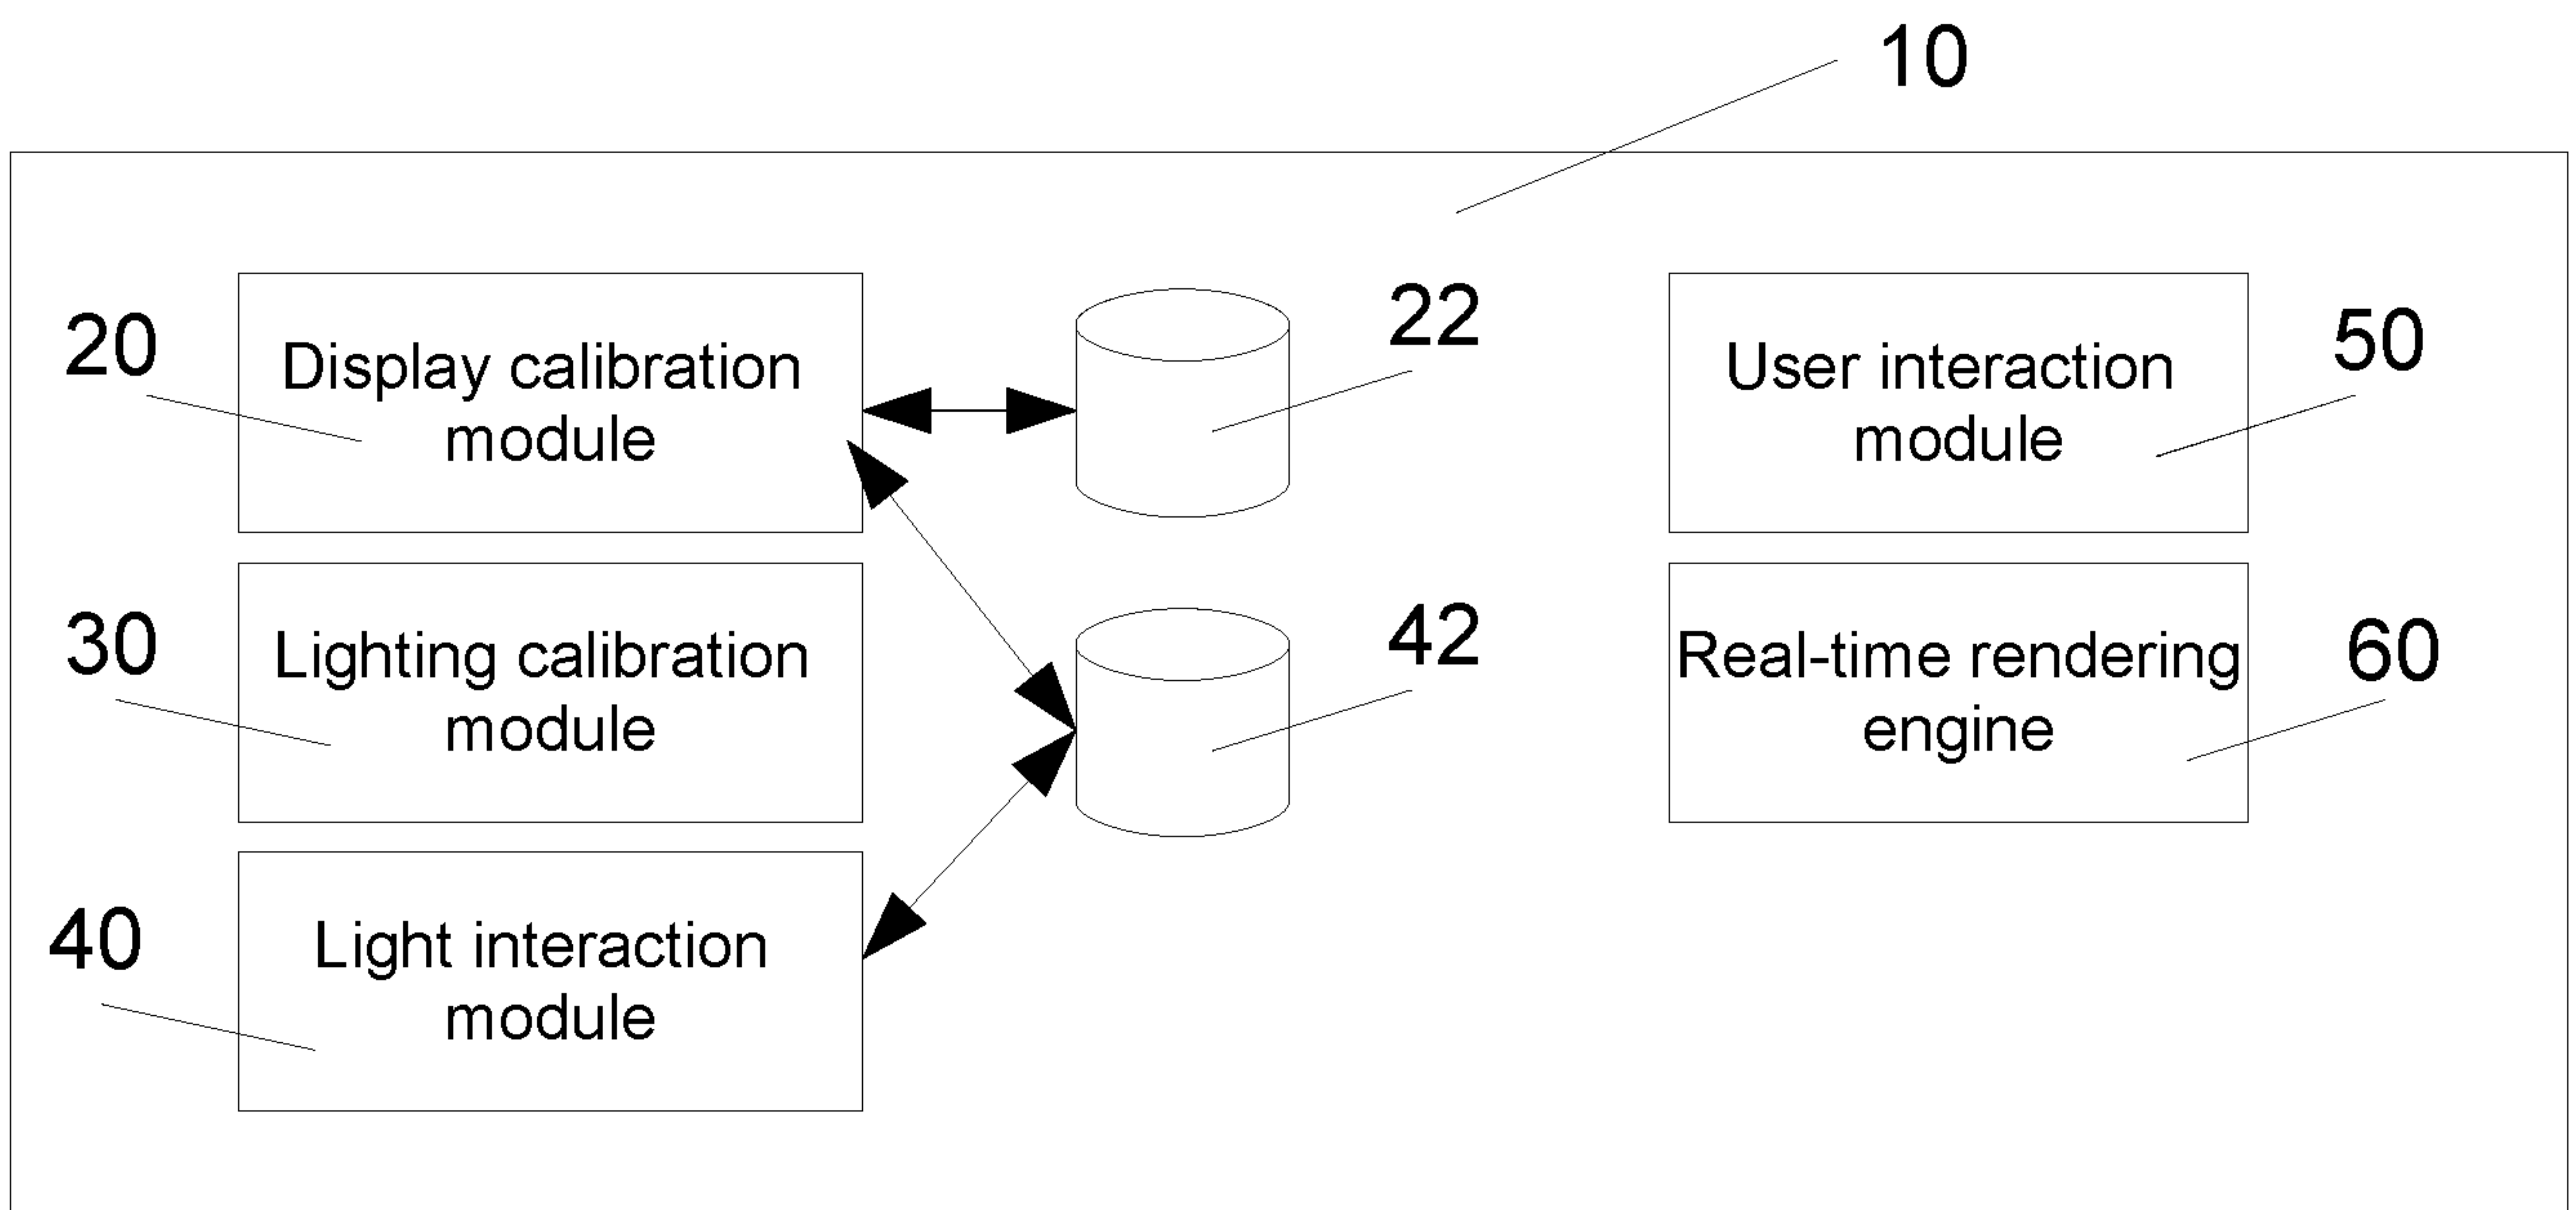 10
20
Display calibration
module
22
User interaction
module
50
30
Lighting calibration
module
42
Real-time rendering
engine
60
40
Light interaction
module